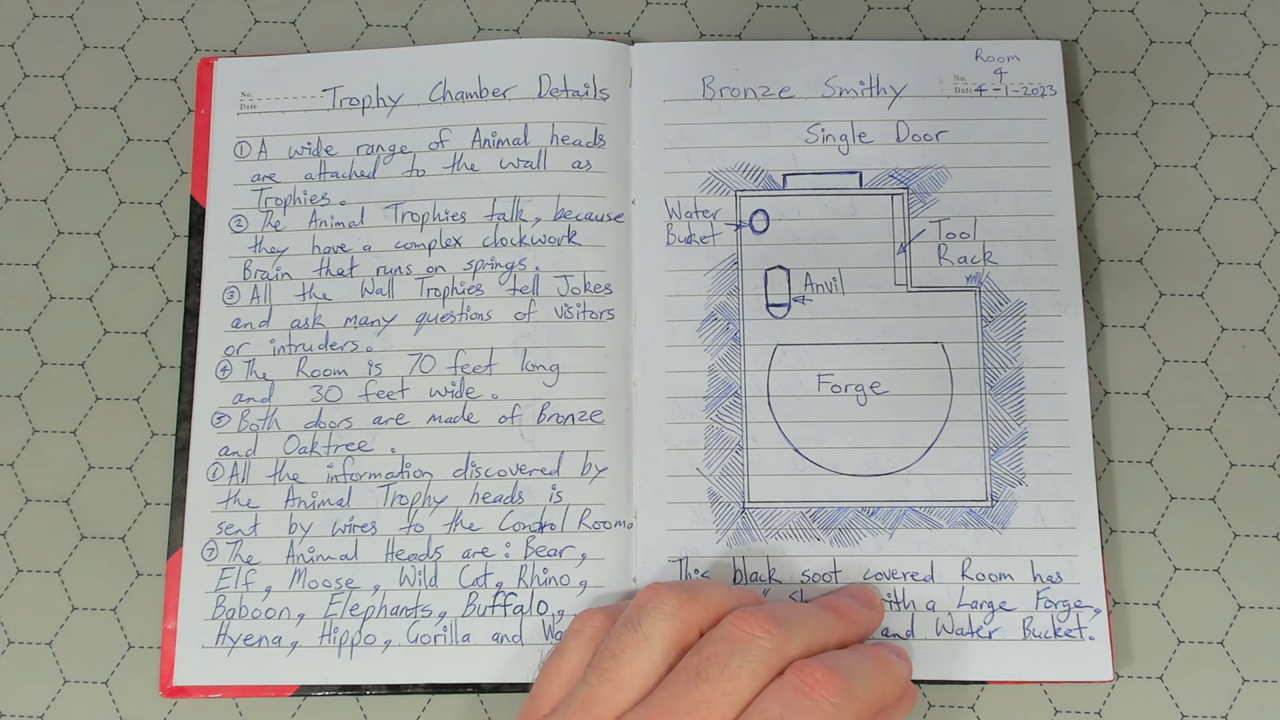 No.
Date
Trophy Chamber Details
① A wide range of Animal heads
are attached to the wall as
Trophies.
② The Animal Trophies talk, because
they have a complex clockwork
Brain that runs on springs.
③ All the Wall Trophies tell Jokes
and ask many questions of visitors
or intruders.
④ The Room is 70 feet long
and 30 feet wide.
⑤ Both doors are made of Bronze
and Oaktree.
⑥ All the information discovered by
the Animal Trophy heads is
sent by wires to the Control Room.
⑦ The Animal Heads are: Bear,
Elf, Moose, Wild Cat, Rhino,
Baboon, Elephants, Buffalo,
Hyena, Hippo, Gorilla and
Room
No. 4
Date 4-1-2023
Bronze Smithy
Single Door
Water
Bucket
Tool
Rack
Anvil
Forge
This black soot covered Room has
with a Large Forge,
and Water Bucket.